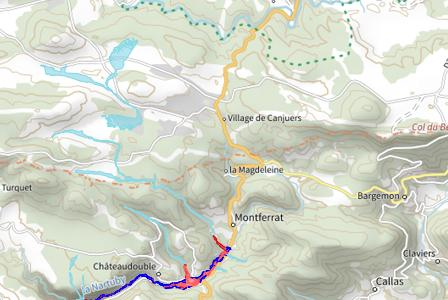 Village de Canjuers
Col du Be
la Magdeleine
Turquet
Bargemon
Montferrat
Claviers
Châteaudouble
La Nartuby
Callas